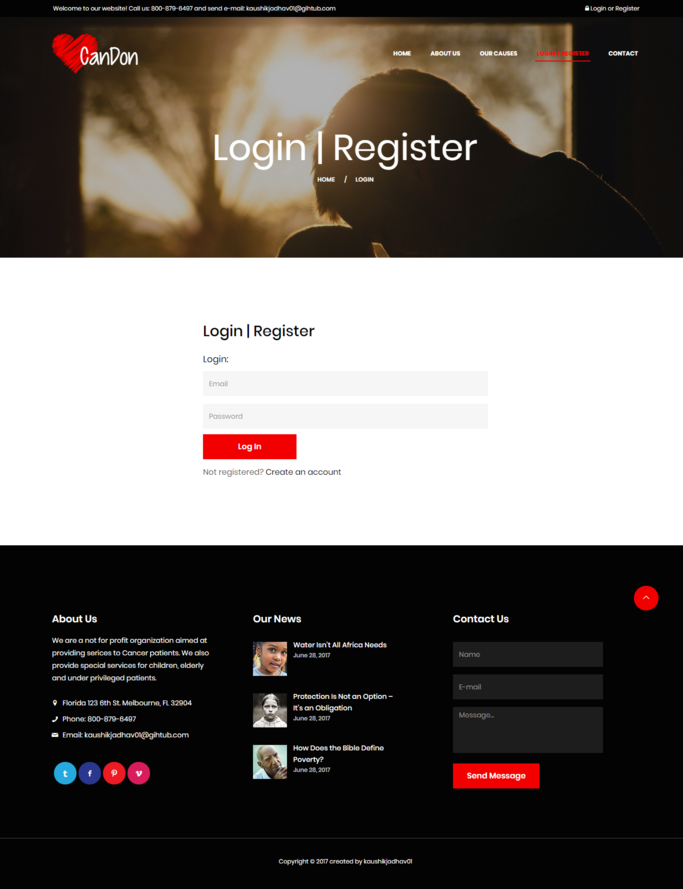 Welcome to our website! Call us: 800-879-6497 and send e-mail: kaushikjadhav01@gihtub.com
Login or Register
CanDon
HOME
ABOUT US
OUR CAUSES
LOGIN | REGISTER
CONTACT
Login | Register
HOME / LOGIN
Login | Register
Login:
Email
Password
Log In
Not registered? Create an account
About Us
We are a not for profit organization aimed at
providing serices to Cancer patients. We also
provide special services for children, elderly
and under privileged patients.
Florida 123 6th St. Melbourne, FL 32904
Phone: 800-879-6497
Email: kaushikjadhav01@gihtub.com
Our News
Water Isn't All Africa Needs
June 28, 2017
Protection Is Not an Option –
It's an Obligation
June 28, 2017
How Does the Bible Define
Poverty?
June 28, 2017
Contact Us
Name
E-mail
Message...
Send Message
Copyright © 2017 created by kaushikjadhav01